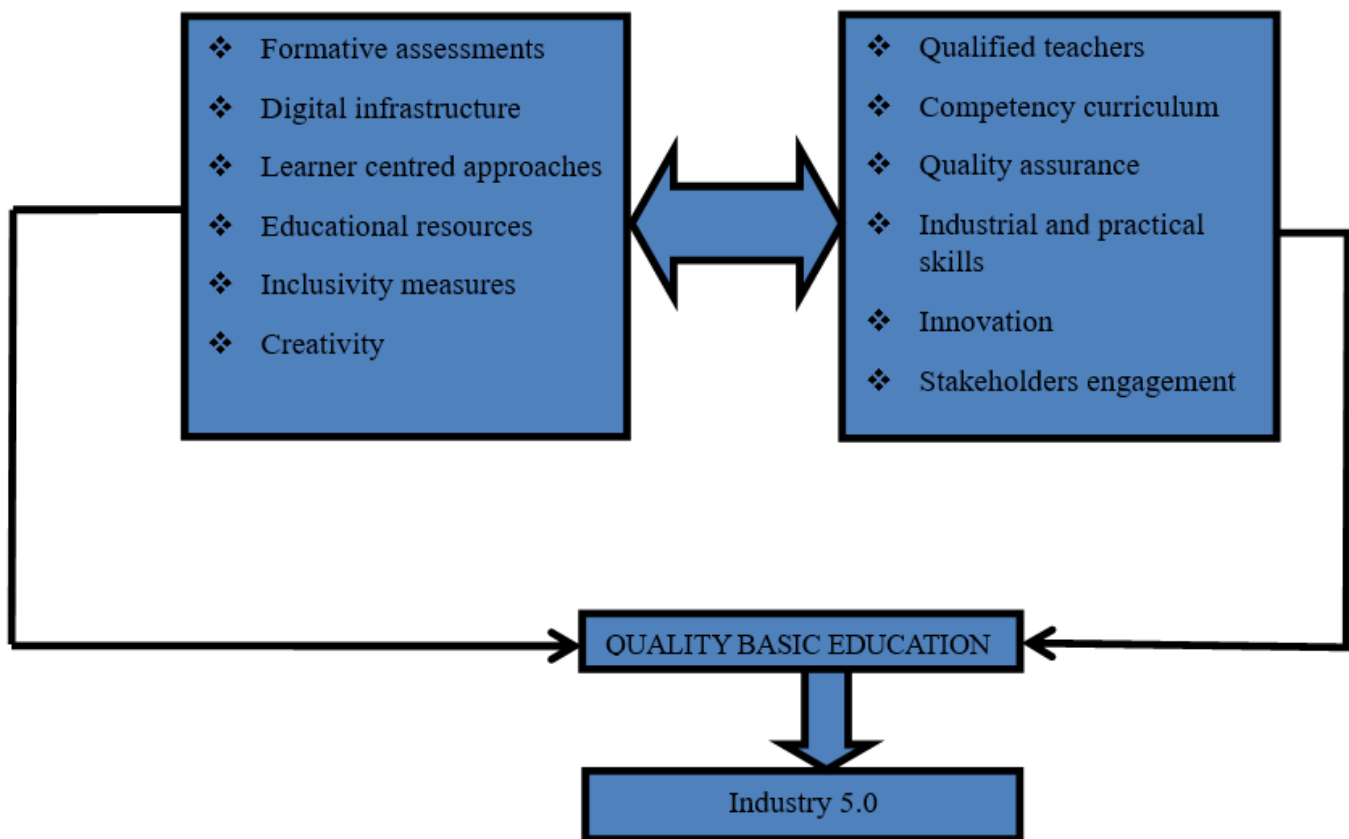 ❖ Formative assessments
❖ Digital infrastructure
❖ Learner centred approaches
❖ Educational resources
❖ Inclusivity measures
❖ Creativity
❖ Qualified teachers
❖ Competency curriculum
❖ Quality assurance
❖ Industrial and practical
skills
❖ Innovation
❖ Stakeholders engagement
QUALITY BASIC EDUCATION
Industry 5.0